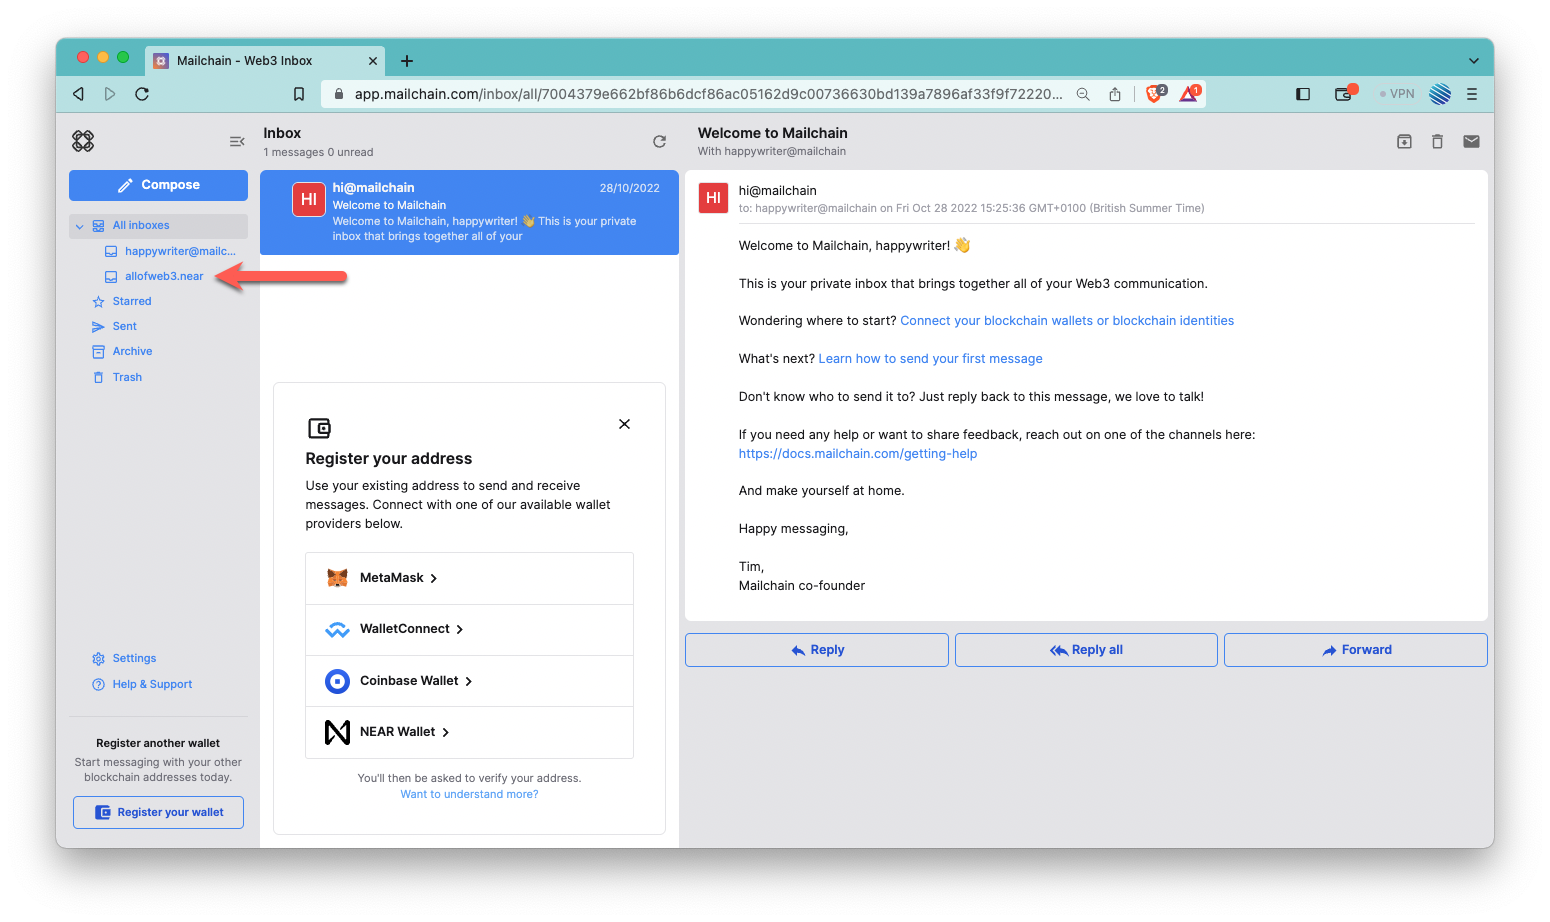 Mailchain - Web3 Inbox
app.mailchain.com/inbox/all/7004379e662bf86b6dcf86ac05162d9c00736630bd139a7896af33f9f72220...
2
1
VPN
Compose
All inboxes
happywriter@mailc...
allofweb3.near
Starred
Sent
Archive
Trash
Settings
Help & Support
Register another wallet
Start messaging with your other
blockchain addresses today.
Register your wallet
Inbox
1 messages 0 unread
HI
hi@mailchain
28/10/2022
Welcome to Mailchain
Welcome to Mailchain, happywriter! 👋 This is your private
inbox that brings together all of your
Register your address
Use your existing address to send and receive
messages. Connect with one of our available wallet
providers below.
MetaMask
WalletConnect
Coinbase Wallet
NEAR Wallet
You'll then be asked to verify your address.
Want to understand more?
Welcome to Mailchain
With happywriter@mailchain
HI
hi@mailchain
to: happywriter@mailchain on Fri Oct 28 2022 15:25:36 GMT+0100 (British Summer Time)
Welcome to Mailchain, happywriter! 👋
This is your private inbox that brings together all of your Web3 communication.
Wondering where to start? Connect your blockchain wallets or blockchain identities
What's next? Learn how to send your first message
Don't know who to send it to? Just reply back to this message, we love to talk!
If you need any help or want to share feedback, reach out on one of the channels here:
https://docs.mailchain.com/getting-help
And make yourself at home.
Happy messaging,
Tim,
Mailchain co-founder
Reply
Reply all
Forward